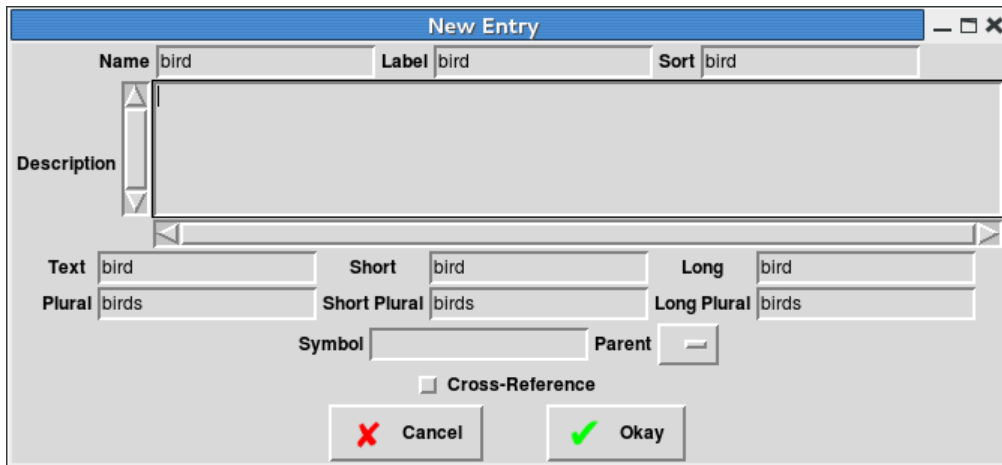 New Entry
Name bird Label bird Sort bird
Description
Text bird Short bird Long bird
Plural birds Short Plural birds Long Plural birds
Symbol Parent
Cross-Reference
Cancel Okay